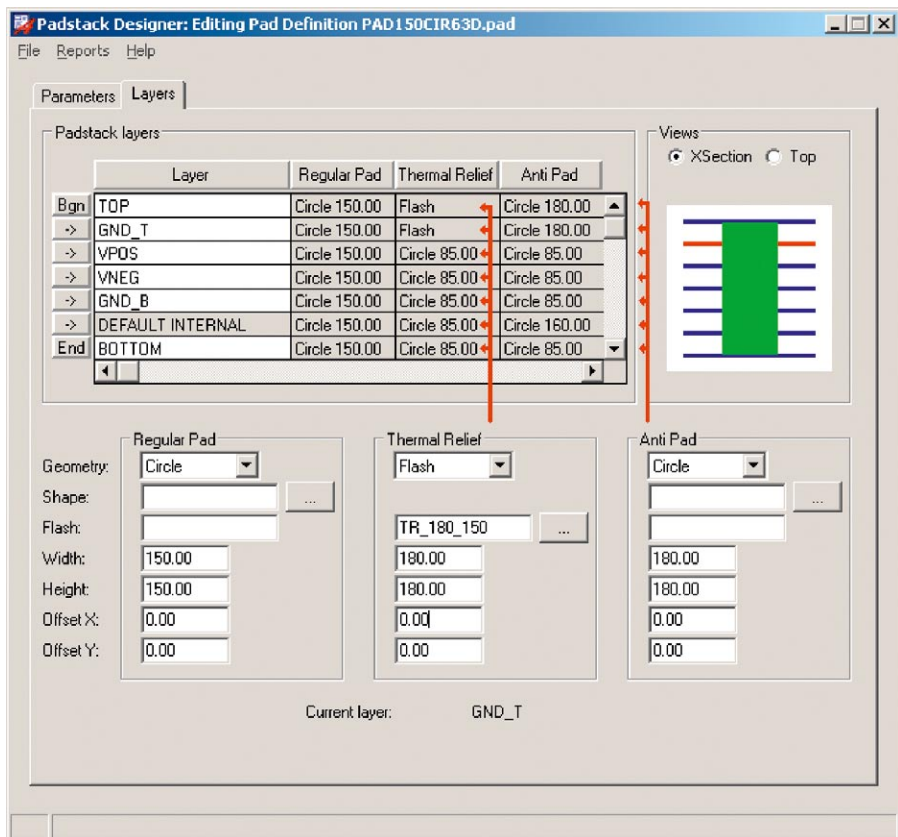 Padstack Designer: Editing Pad Definition PAD150CIR63D.pad
File Reports Help
Parameters Layers
Padstack layers
Views
XSection Top
Layer Regular Pad Thermal Relief Anti Pad
Bgn TOP Circle 150.00 Flash Circle 180.00
-> GND_T Circle 150.00 Flash Circle 180.00
-> VPOS Circle 150.00 Circle 85.00 Circle 85.00
-> VNEG Circle 150.00 Circle 85.00 Circle 85.00
-> GND_B Circle 150.00 Circle 85.00 Circle 85.00
-> DEFAULT INTERNAL Circle 150.00 Circle 85.00 Circle 160.00
End BOTTOM Circle 150.00 Circle 85.00 Circle 85.00
Regular Pad Thermal Relief Anti Pad
Geometry: Circle Flash Circle
Shape: ... ...
Flash: TR_180_150 ...
Width: 150.00 180.00 180.00
Height: 150.00 180.00 180.00
Offset X: 0.00 0.00 0.00
Offset Y: 0.00 0.00 0.00
Current layer: GND_T